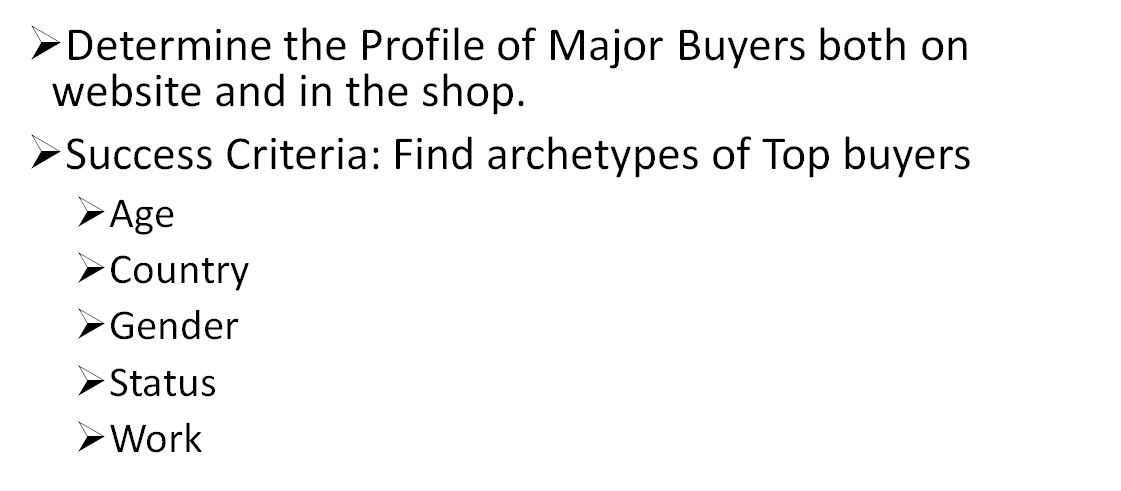 ➢Determine the Profile of Major Buyers both on
website and in the shop.
➢Success Criteria: Find archetypes of Top buyers
➢Age
➢Country
➢Gender
➢Status
➢Work